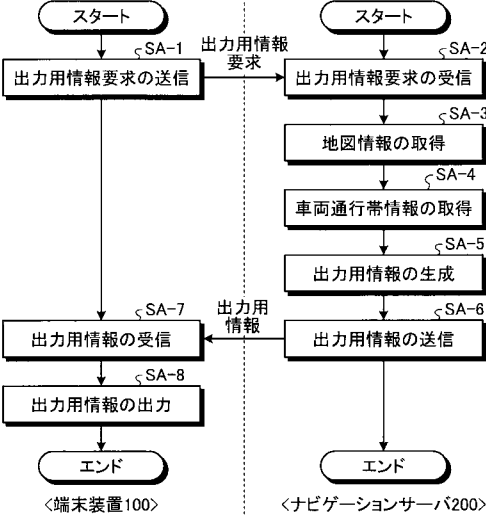 スタート
スタート
SA-1
出力用情報要求の送信
出力用情報
要求
SA-2
出力用情報要求の受信
SA-3
地図情報の取得
SA-4
車両通行帯情報の取得
SA-5
出力用情報の生成
SA-6
出力用情報の送信
出力用
情報
SA-7
出力用情報の受信
SA-8
出力用情報の出力
エンド
エンド
<端末装置100>
<ナビゲーションサーバ200>